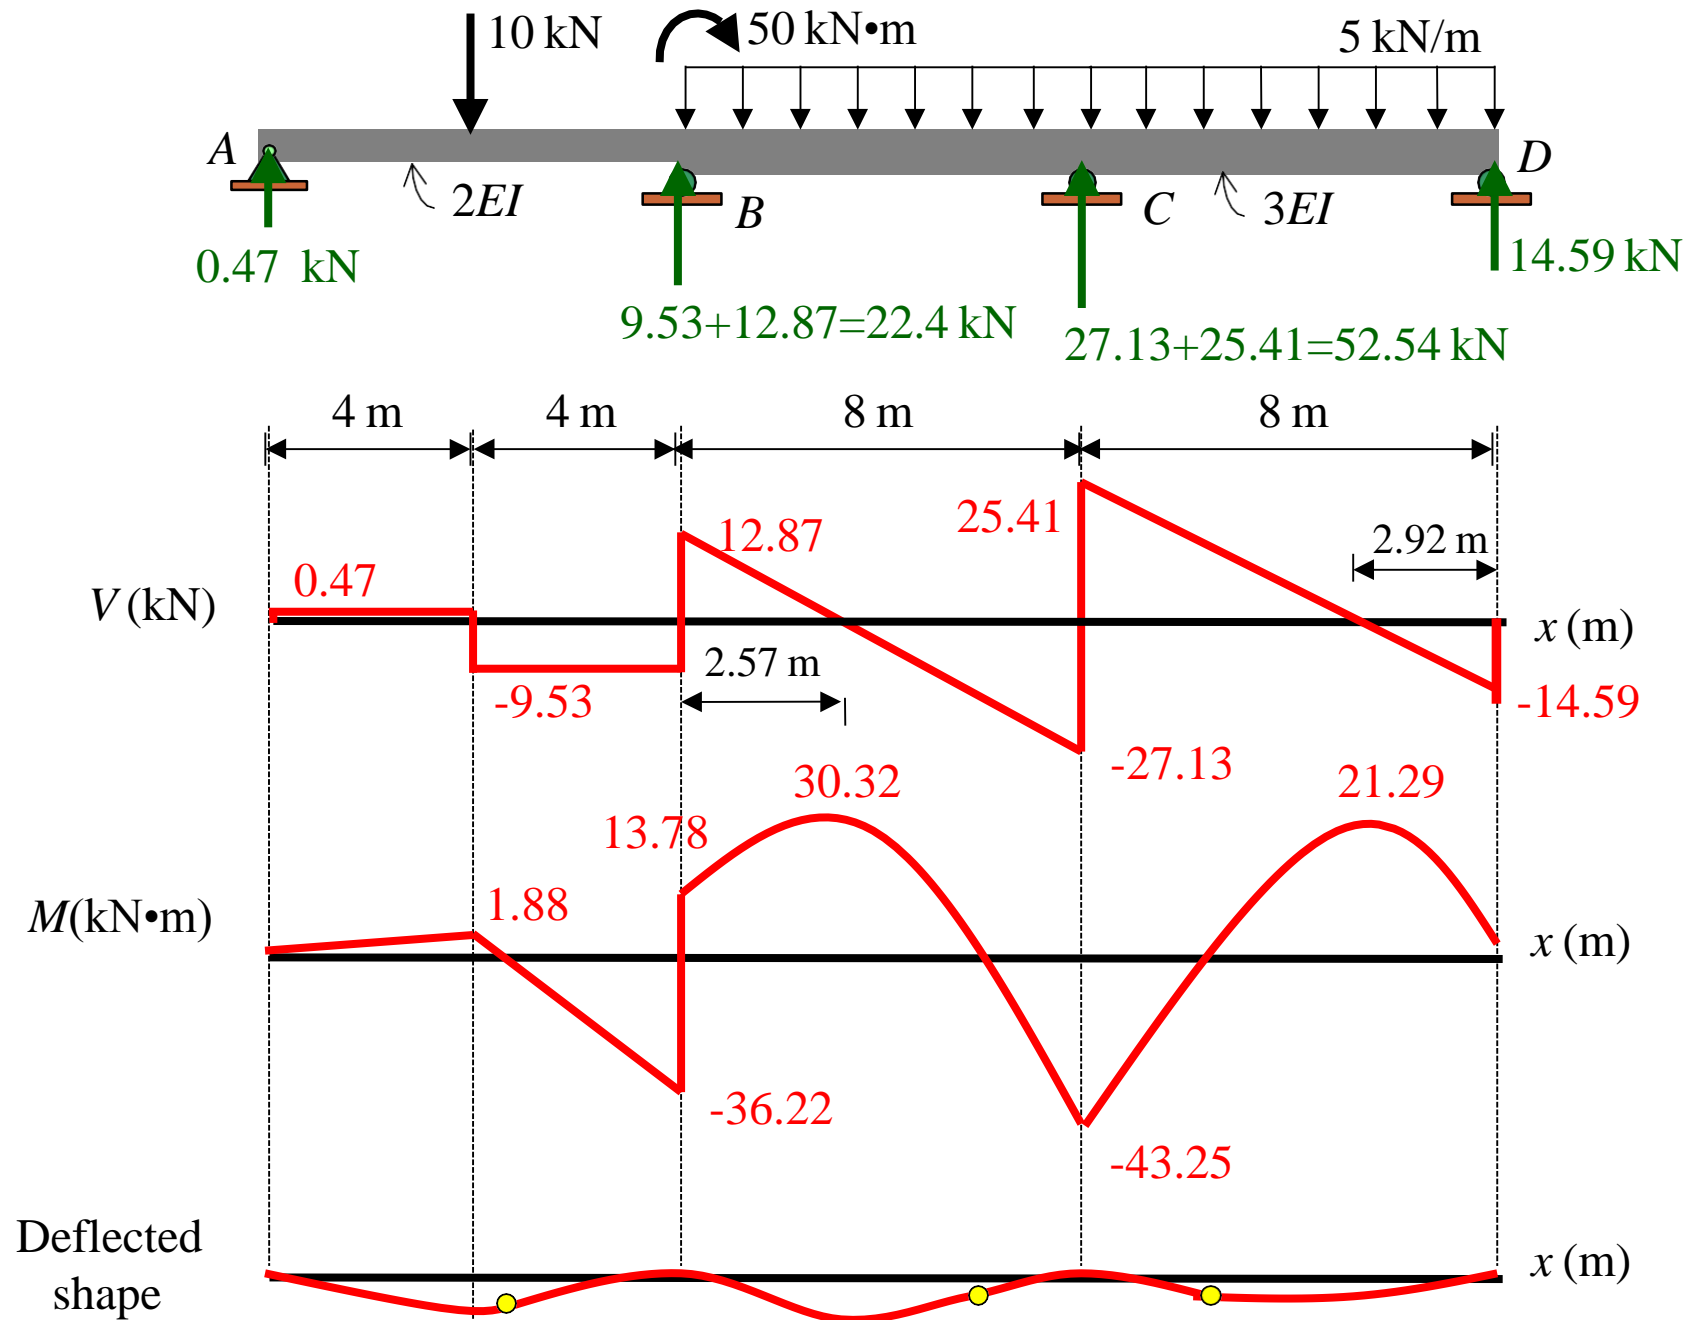 10 kN
50 kN•m
5 kN/m
A
D
2EI
B
C
3EI
0.47 kN
14.59 kN
9.53+12.87=22.4 kN
27.13+25.41=52.54 kN
4 m
4 m
8 m
8 m
25.41
12.87
2.92 m
0.47
V (kN)
x (m)
2.57 m
-9.53
-14.59
-27.13
30.32
21.29
13.78
1.88
M(kN•m)
x (m)
-36.22
-43.25
Deflected
shape
x (m)